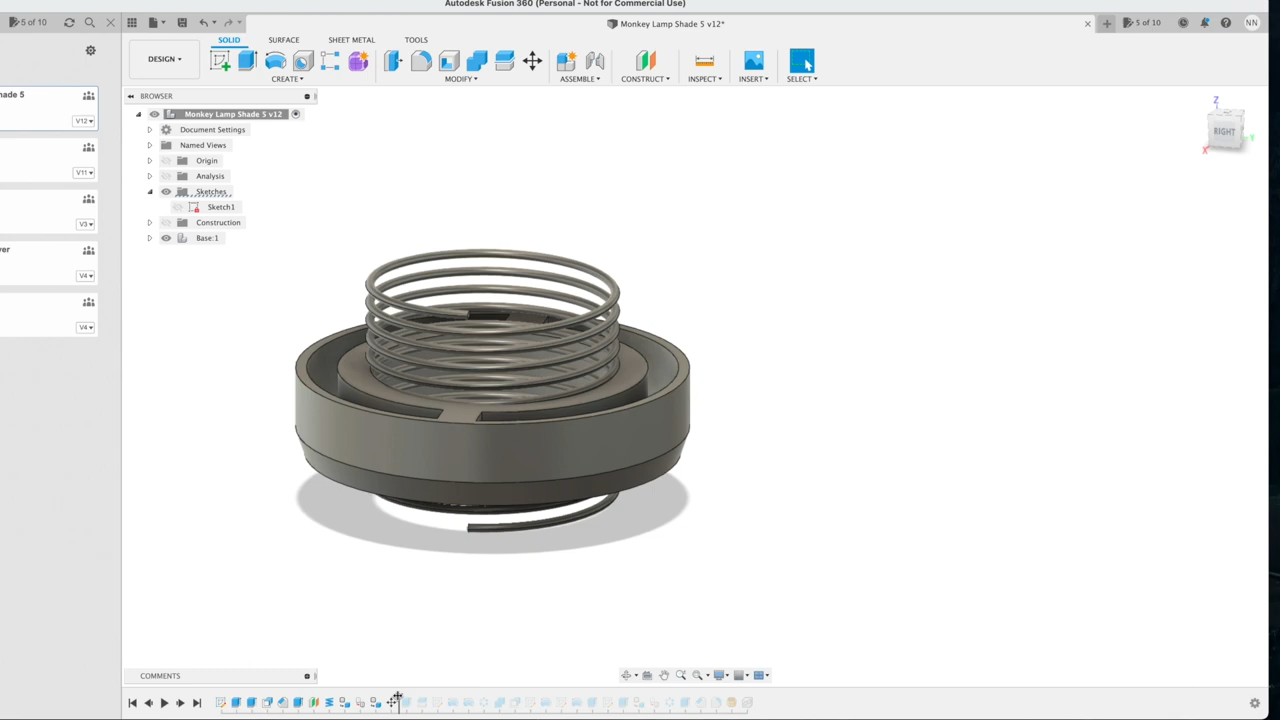 Autodesk Fusion 360 (Personal - Not for Commercial Use)
5 of 10
Monkey Lamp Shade 5 v12*
5 of 10
NN
SOLID
SURFACE
SHEET METAL
TOOLS
DESIGN
CREATE
MODIFY
ASSEMBLE
CONSTRUCT
INSPECT
INSERT
SELECT
hade 5
V12
V11
V3
ver
V4
V4
BROWSER
Monkey Lamp Shade 5 v12
Document Settings
Named Views
Origin
Analysis
Sketches
Sketch1
Construction
Base:1
Z
RIGHT
X
Y
COMMENTS